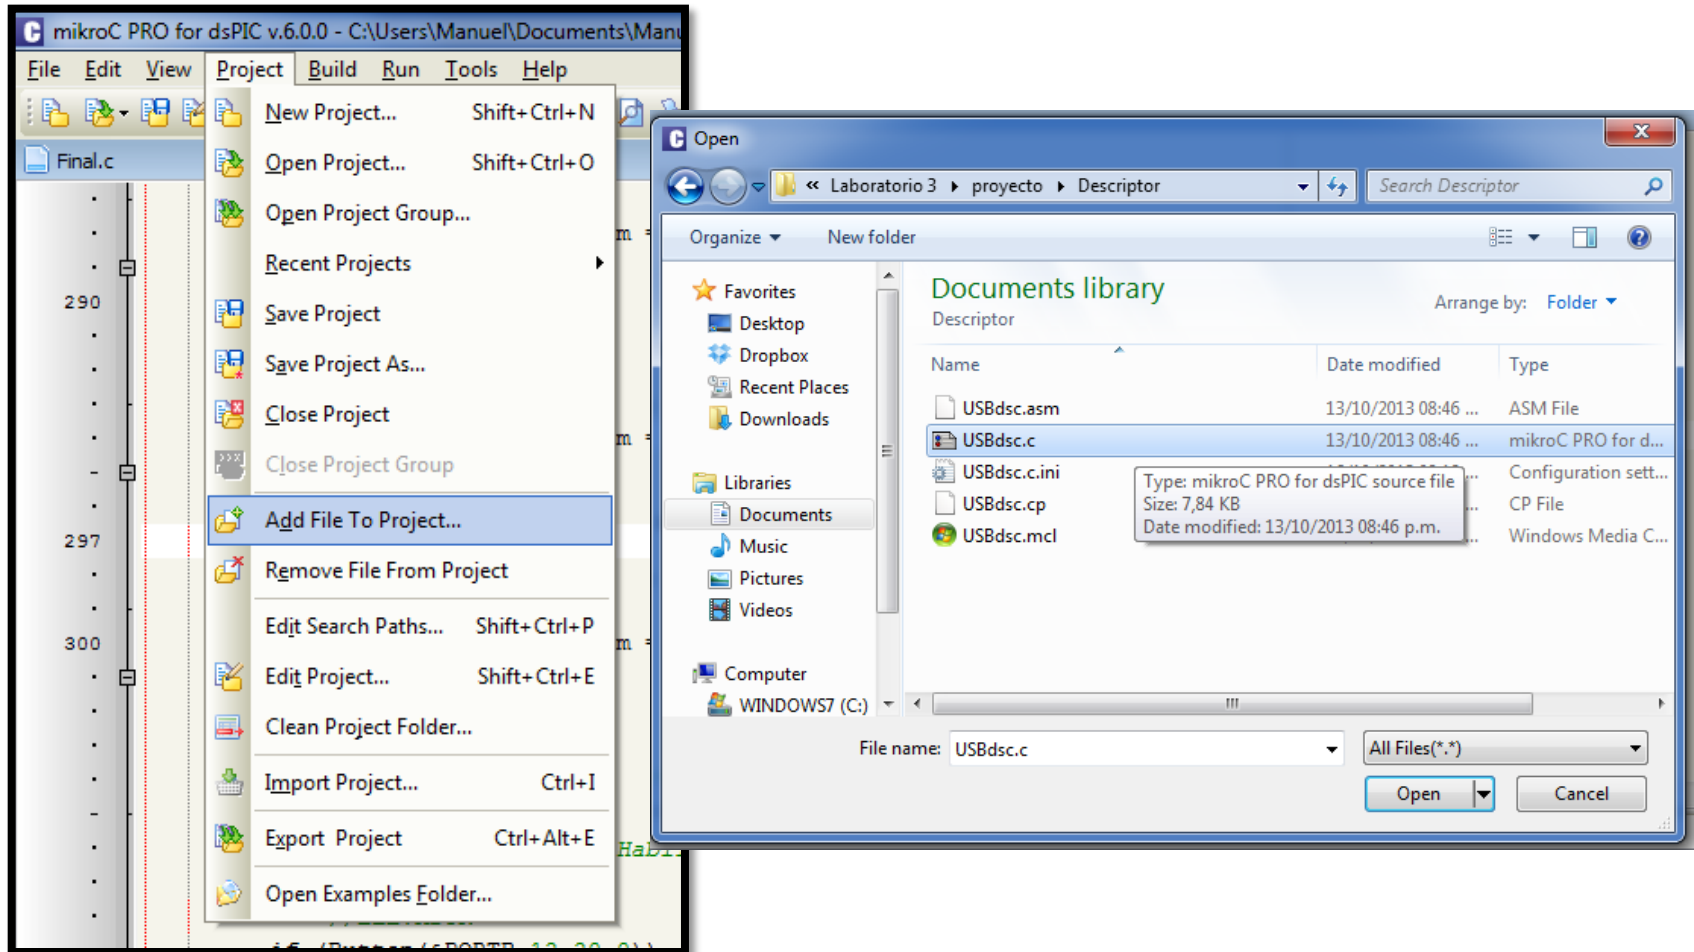 mikroC PRO for dsPIC v.6.0.0 - C:\Users\Manuel\Documents\Manu
File Edit View Project Build Run Tools Help
Final.c
New Project... Shift+Ctrl+N
Open Project... Shift+Ctrl+O
Open Project Group...
m =
Recent Projects
290
Save Project
Save Project As...
Close Project
m =
Close Project Group
Add File To Project...
297
Remove File From Project
Edit Search Paths... Shift+Ctrl+P
300
m =
Edit Project... Shift+Ctrl+E
Clean Project Folder...
Import Project... Ctrl+I
Export Project Ctrl+Alt+E
Open Examples Folder...
Open
« Laboratorio 3 ▸ proyecto ▸ Descriptor
Search Descriptor
Organize New folder
Favorites
Desktop
Dropbox
Recent Places
Downloads
Libraries
Documents
Music
Pictures
Videos
Computer
WINDOWS7 (C:)
Documents library
Descriptor
Arrange by: Folder
Name Date modified Type
USBdsc.asm 13/10/2013 08:46 ... ASM File
USBdsc.c 13/10/2013 08:46 ... mikroC PRO for d...
USBdsc.c.ini Configuration sett...
USBdsc.cp CP File
USBdsc.mcl Windows Media C...
Type: mikroC PRO for dsPIC source file
Size: 7,84 KB
Date modified: 13/10/2013 08:46 p.m.
File name: USBdsc.c
All Files(*.*)
Open Cancel